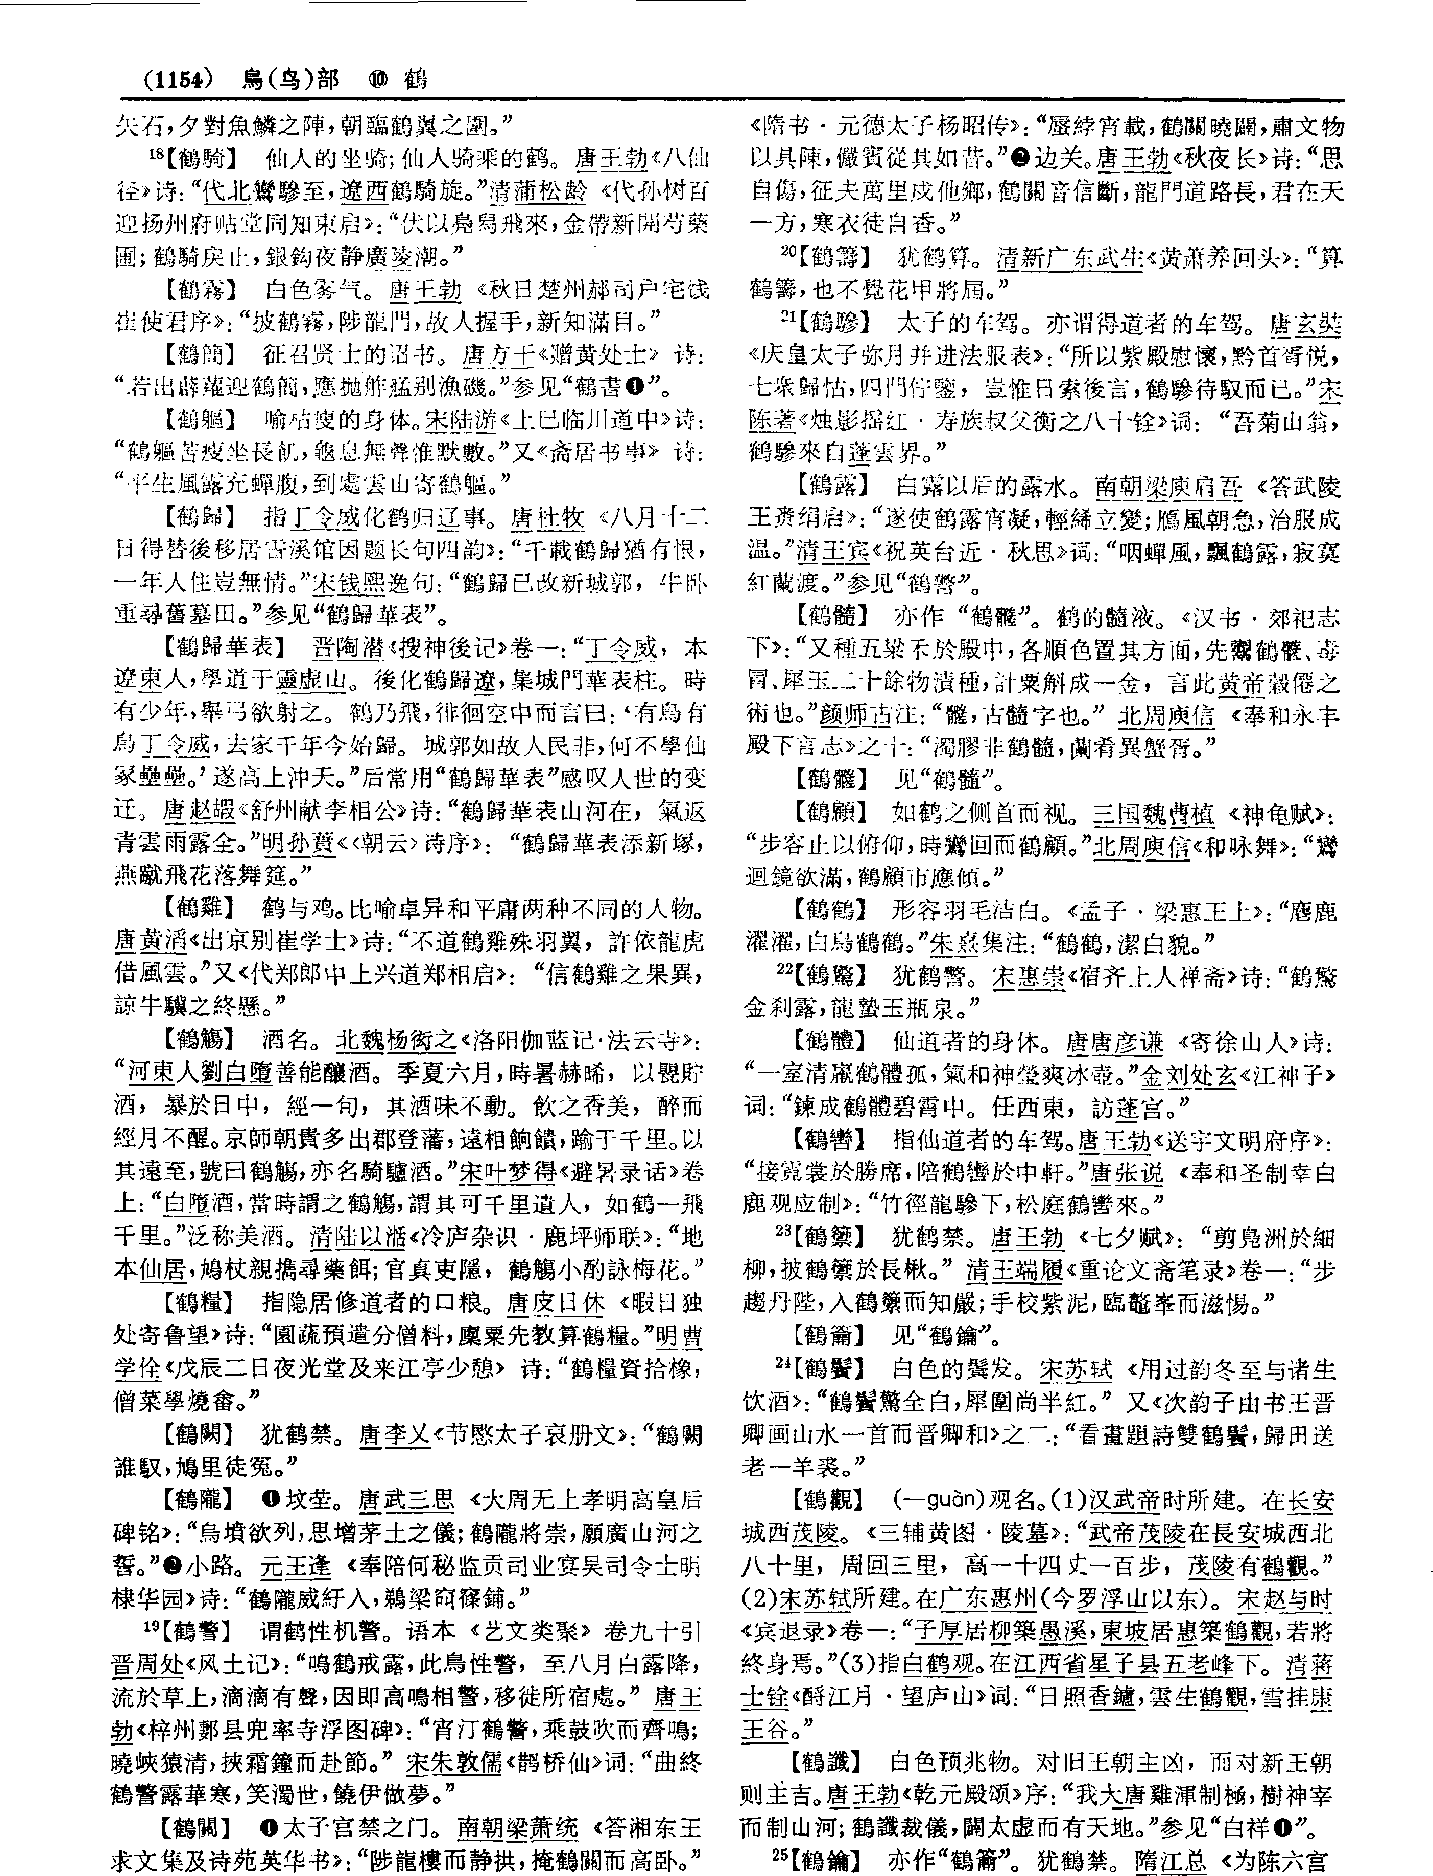 (1154) 鳥(鸟)部 ⑩ 鹤
矢石，夕對魚鱗之陣，朝臨鶴翼之圍。”
18【鶴騎】 仙人的坐骑；仙人骑乘的鹤。唐王勃《八仙
径》诗：“代北鸞驂至，遼西鶴騎旋。”清蒲松龄《代孙树百
迎扬州府贴堂同知束启》：“伏以鳧舄飛來，金帶新開芍藥
圃；鶴騎戾止，銀鈎夜静廣陵潮。”
【鶴霧】 白色雾气。唐王勃《秋日楚州郝司户宅饯
崔使君序》：“披鶴霧，陟龍門，故人握手，新知滿目。”
【鶴簡】 征召贤士的诏书。唐方干《赠黄处士》诗：
“若出薜蘿迎鶴簡，應抛舴艋别漁磯。”参见“鹤書❶”。
【鶴軀】 喻枯瘦的身体。宋陆游《上巳临川道中》诗：
“鶴軀苦瘦坐長飢，龜息無聲惟默數。”又《斋居书事》诗：
“平生風露充蟬腹，到處雲山寄鶴軀。”
【鶴歸】 指丁令威化鹤归辽事。唐杜牧《八月十二
日得替後移居霅溪馆因题长句四韵》：“千載鶴歸猶有恨，
一年人住豈無情。”宋钱熙逸句：“鶴歸已改新城郭，牛卧
重尋舊墓田。”参见“鶴歸華表”。
【鶴歸華表】 晋陶潜《搜神後记》卷一：“丁令威，本
遼東人，學道于靈虚山。後化鶴歸遼，集城門華表柱。時
有少年，舉弓欲射之。鶴乃飛，徘徊空中而言曰：‘有鳥有
鳥丁令威，去家千年今始歸。城郭如故人民非，何不學仙
冢壘壘。’遂高上沖天。”后常用“鶴歸華表”感叹人世的变
迁。唐赵嘏《舒州献李相公》诗：“鶴歸華表山河在，氣返
青雲雨露全。”明孙蕡《〈朝云〉诗序》：“鶴歸華表添新塚，
燕蹴飛花落舞筵。”
【鶴雞】 鹤与鸡。比喻卓异和平庸两种不同的人物。
唐黄滔《出京别崔学士》诗：“不道鶴雞殊羽翼，許依龍虎
借風雲。”又《代郑郎中上兴道郑相启》：“信鶴雞之果異，
諒牛驥之終懸。”
【鶴觴】 酒名。北魏杨衒之《洛阳伽蓝记·法云寺》：
“河東人劉白墮善能釀酒。季夏六月，時暑赫晞，以甖貯
酒，暴於日中，經一旬，其酒味不動。飲之香美，醉而
經月不醒。京師朝貴多出郡登藩，遠相餉饋，踰于千里。以
其遠至，號曰鶴觴，亦名騎驢酒。”宋叶梦得《避暑录话》卷
上：“白墮酒，當時謂之鶴觴，謂其可千里遺人，如鶴一飛
千里。”泛称美酒。清陆以湉《冷庐杂识·鹿坪师联》：“地
本仙居，鳩杖親攜尋藥餌；官真吏隱，鶴觴小酌詠梅花。”
【鶴糧】 指隐居修道者的口粮。唐皮日休《暇日独
处寄鲁望》诗：“園蔬預遣分僧料，廩粟先教算鶴糧。”明曹
学佺《戊辰二日夜光堂及来江亭少憩》诗：“鶴糧資拾橡，
僧菜學燒畬。”
【鶴闕】 犹鹤禁。唐李乂《节愍太子哀册文》：“鶴闕
誰馭，鳩里徒冤。”
【鶴隴】 ❶坟茔。唐武三思《大周无上孝明高皇后
碑铭》：“烏墳欲列，思增茅土之儀；鶴隴將崇，願廣山河之
誓。”❷小路。元王逢《奉陪何秘监贡司业宴吴司令士明
棣华园》诗：“鶴隴威紆入，鵜梁窈窱鋪。”
19【鶴警】 谓鹤性机警。语本《艺文类聚》卷九十引
晋周处《风土记》：“鳴鶴戒露，此鳥性警，至八月白露降，
流於草上，滴滴有聲，因即高鳴相警，移徙所宿處。”唐王
勃《梓州郪县兜率寺浮图碑》：“宵汀鶴警，乘鼓吹而齊鳴；
曉峽猿清，挾霜鐘而赴節。”宋朱敦儒《鹊桥仙》词：“曲終
鶴警露華寒，笑濁世，饒伊做夢。”
【鶴關】 ❶太子宫禁之门。南朝梁萧统《答湘东王
求文集及诗苑英华书》：“陟龍樓而静拱，掩鶴關而高卧。”
《隋书·元德太子杨昭传》：“蜃綍宵載，鶴關曉闢，肅文物
以具陳，儼賓從其如昔。”❷边关。唐王勃《秋夜长》诗：“思
自傷，征夫萬里戍他鄉，鶴關音信斷，龍門道路長，君在天
一方，寒衣徒自香。”
20【鶴籌】 犹鹤算。清新广东武生《黄萧养回头》：“算
鶴籌，也不覺花甲將周。”
21【鶴驂】 太子的车驾。亦谓得道者的车驾。唐玄奘
《庆皇太子弥月并进法服表》：“所以紫殿慰懷，黔首胥悦，
七衆歸怙，四門佇鑒，豈惟日索後言，鶴驂待馭而已。”宋
陈著《烛影摇红·寿族叔父衡之八十铨》词：“吾菊山翁，
鶴驂來自蓬雲界。”
【鶴露】 白露以后的露水。南朝梁庾肩吾《答武陵
王赉绢启》：“遂使鶴露宵凝，輕絺立變；鴈風朝急，治服成
温。”清王宾《祝英台近·秋思》词：“咽蟬風，飄鶴露，寂寞
紅蘭渡。”参见“鶴警”。
【鶴髓】 亦作“鶴䯝”。鹤的髓液。《汉书·郊祀志
下》：“又種五粱禾於殿中，各順色置其方面，先鬻鶴䯝、毒
冒、犀玉二十餘物漬種，計粟斛成一金，言此黄帝穀僊之
術也。”颜师古注：“䯝，古髓字也。”北周庾信《奉和永丰
殿下言志》之十：“濁膠非鶴髓，蘭肴異蟹胥。”
【鶴䯝】 见“鶴髓”。
【鶴顧】 如鹤之侧首而视。三国魏曹植《神龟赋》：
“步容止以俯仰，時鸞回而鶴顧。”北周庾信《和咏舞》：“鸞
迴鏡欲滿，鶴顧市應傾。”
【鶴鶴】 形容羽毛洁白。《孟子·梁惠王上》：“麀鹿
濯濯，白鳥鶴鶴。”朱熹集注：“鶴鶴，潔白貌。”
22【鶴驚】 犹鹤警。宋惠崇《宿齐上人禅斋》诗：“鶴驚
金刹露，龍蟄玉瓶泉。”
【鶴體】 仙道者的身体。唐唐彦谦《寄徐山人》诗：
“一室清羸鶴體孤，氣和神瑩爽冰壺。”金刘处玄《江神子》
词：“鍊成鶴體碧霄中。任西東，訪蓬宫。”
【鶴轡】 指仙道者的车驾。唐王勃《送宇文明府序》：
“接霓裳於勝席，陪鶴轡於中軒。”唐张说《奉和圣制幸白
鹿观应制》：“竹徑龍驂下，松庭鶴轡來。”
23【鶴籞】 犹鹤禁。唐王勃《七夕赋》：“剪鳧洲於細
柳，披鶴籞於長楸。”清王端履《重论文斋笔录》卷一：“步
趨丹陛，入鶴籞而知嚴；手校紫泥，臨鼇峯而滋惕。”
【鶴籥】 见“鶴鑰”。
24【鶴鬢】 白色的鬓发。宋苏轼《用过韵冬至与诸生
饮酒》：“鶴鬢驚全白，犀圍尚半紅。”又《次韵子由书王晋
卿画山水一首而晋卿和》之二：“看畫題詩雙鶴鬢，歸田送
老一羊裘。”
【鶴觀】 (一guàn)观名。(1)汉武帝时所建。在长安
城西茂陵。《三辅黄图·陵墓》：“武帝茂陵在長安城西北
八十里，周回三里，高一十四丈一百步，茂陵有鶴觀。”
(2)宋苏轼所建。在广东惠州(今罗浮山以东)。宋赵与时
《宾退录》卷一：“子厚居柳築愚溪，東坡居惠築鶴觀，若將
終身焉。”(3)指白鹤观。在江西省星子县五老峰下。清蒋
士铨《酹江月·望庐山》词：“日照香鑪，雲生鶴觀，雪挂康
王谷。”
【鶴讖】 白色预兆物。对旧王朝主凶，而对新王朝
则主吉。唐王勃《乾元殿颂》序：“我大唐雞渾制極，樹神宰
而制山河；鶴讖裁儀，闢太虚而有天地。”参见“白祥❶”。
25【鶴鑰】 亦作“鶴籥”。犹鹤禁。隋江总《为陈六宫